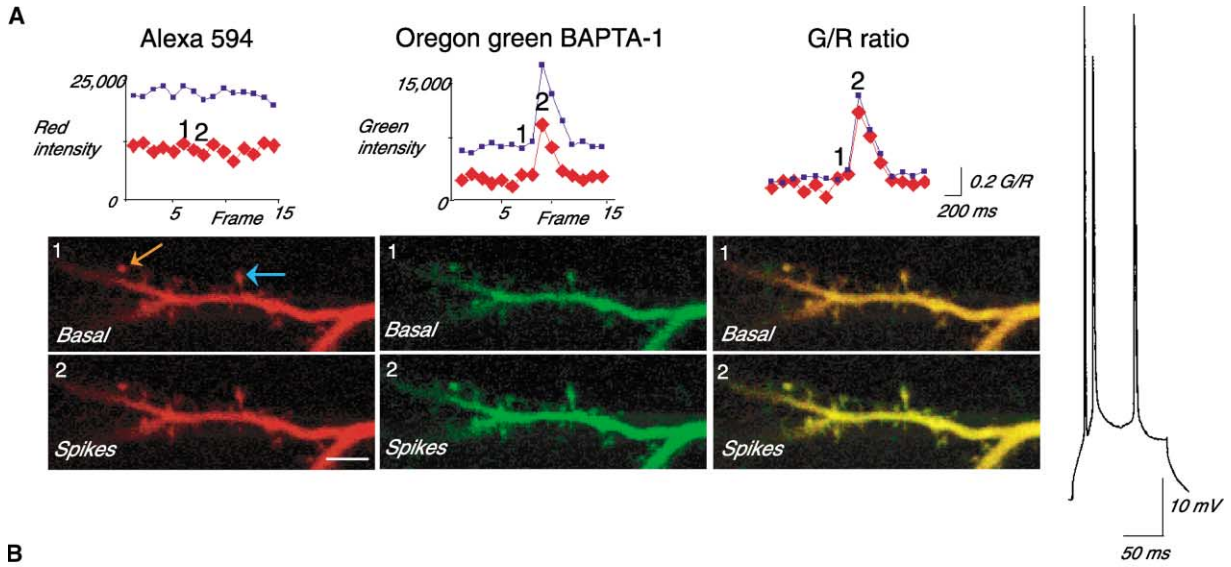 A
Alexa 594
Oregon green BAPTA-1
G/R ratio
25,000
Red
intensity
0
1 2
5
Frame
15
15,000
Green
intensity
0
1
2
5
Frame
15
1
2
0.2 G/R
200 ms
1
Basal
1
Basal
1
Basal
2
Spikes
2
Spikes
2
Spikes
10 mV
50 ms
B